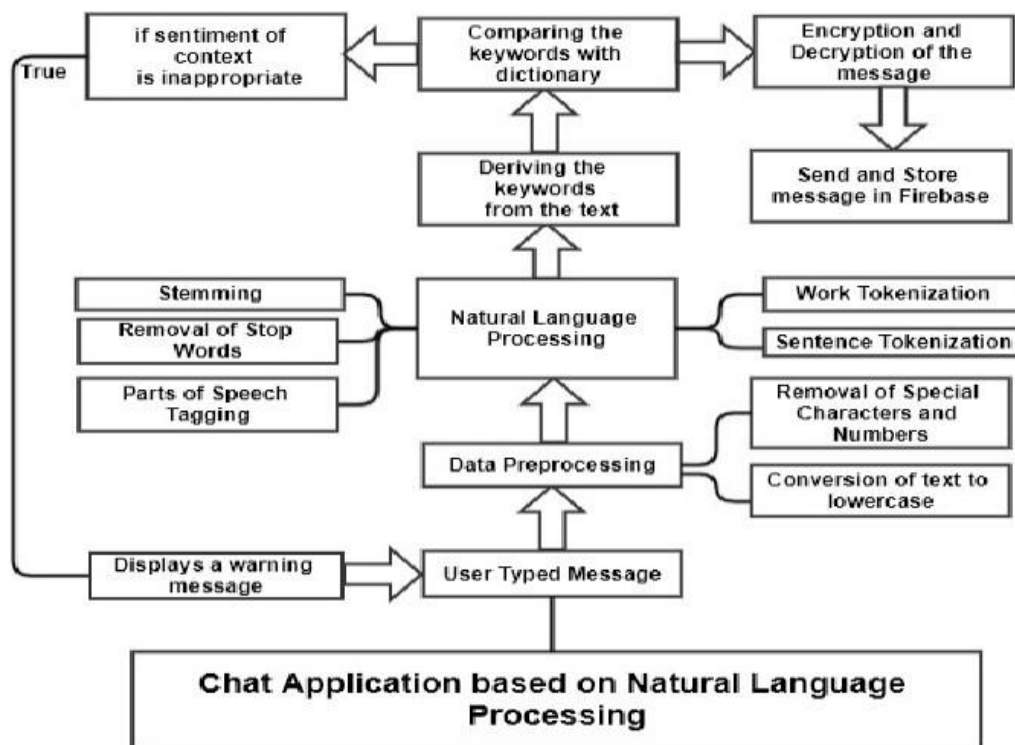 if sentiment of
context
is inappropriate
Comparing the
keywords with
dictionary
Encryption and
Decryption of the
message
True
Deriving the
keywords
from the text
Send and Store
message in Firebase
Stemming
Removal of Stop
Words
Parts of Speech
Tagging
Natural Language
Processing
Work Tokenization
Sentence Tokenization
Removal of Special
Characters and
Numbers
Data Preprocessing
Conversion of text to
lowercase
Displays a warning
message
User Typed Message
Chat Application based on Natural Language
Processing